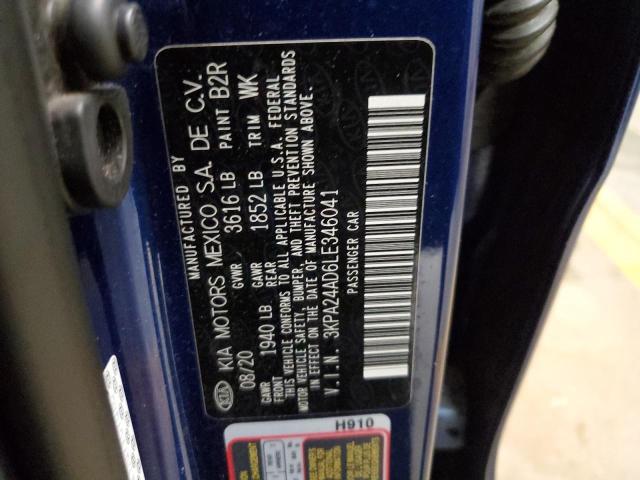 MANUFACTURED BY
KIA KIA MOTORS MEXICO S.A. DE C.V.
08/20 GVWR 3616 LB PAINT B2R
GAWR FRONT 1940 LB GAWR REAR 1852 LB TRIM WK
THIS VEHICLE CONFORMS TO ALL APPLICABLE U.S.A. FEDERAL
MOTOR VEHICLE SAFETY, BUMPER, AND THEFT PREVENTION STANDARDS
IN EFFECT ON THE DATE OF MANUFACTURE SHOWN ABOVE.
V.I.N. 3KPA24AD6LE346041
PASSENGER CAR
H910